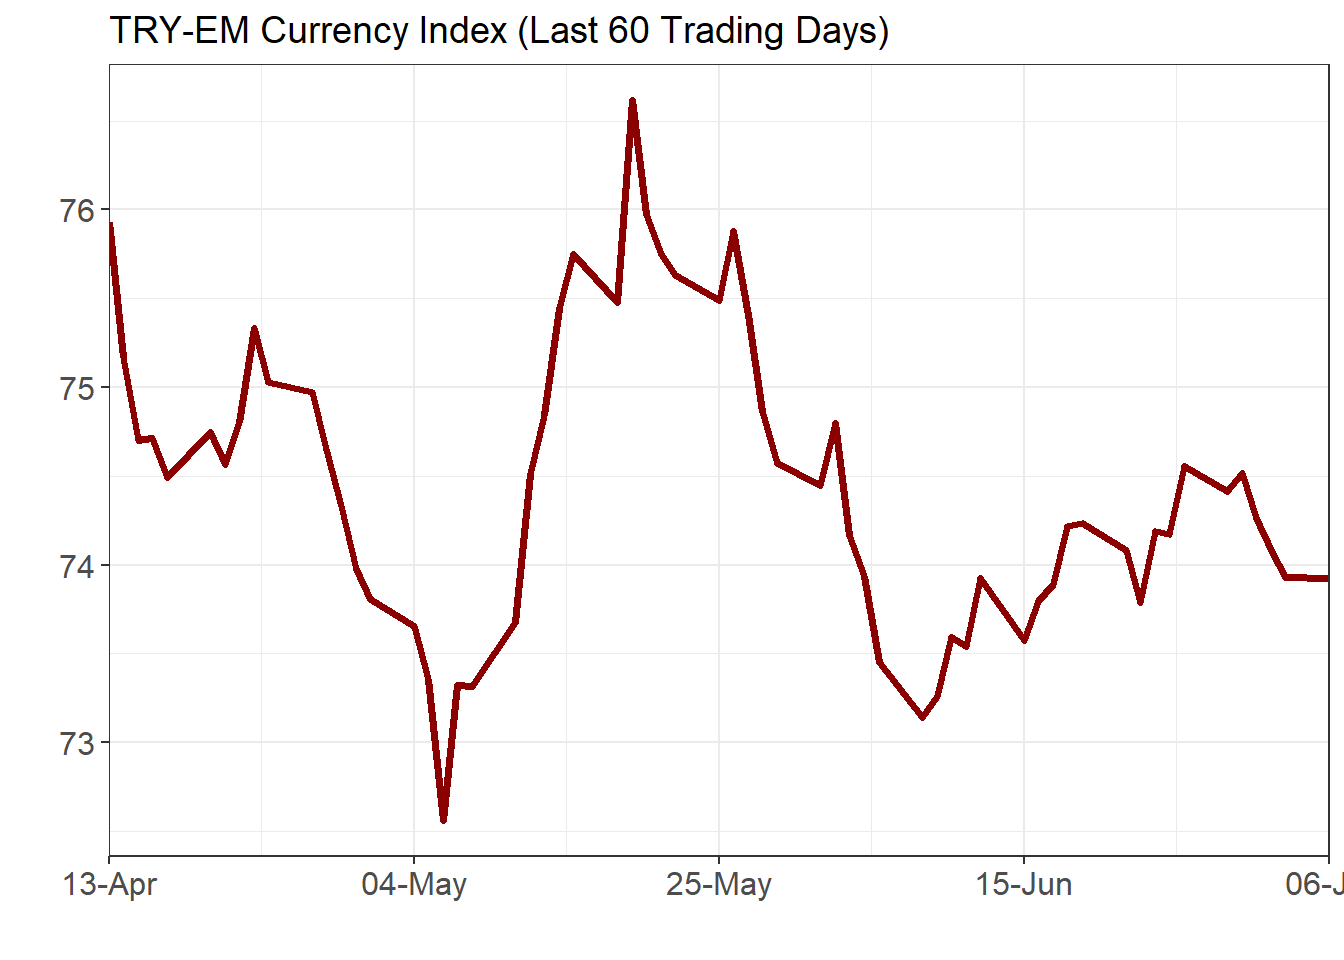 TRY-EM Currency Index (Last 60 Trading Days)
76
75
74
73
13-Apr
04-May
25-May
15-Jun
06-J